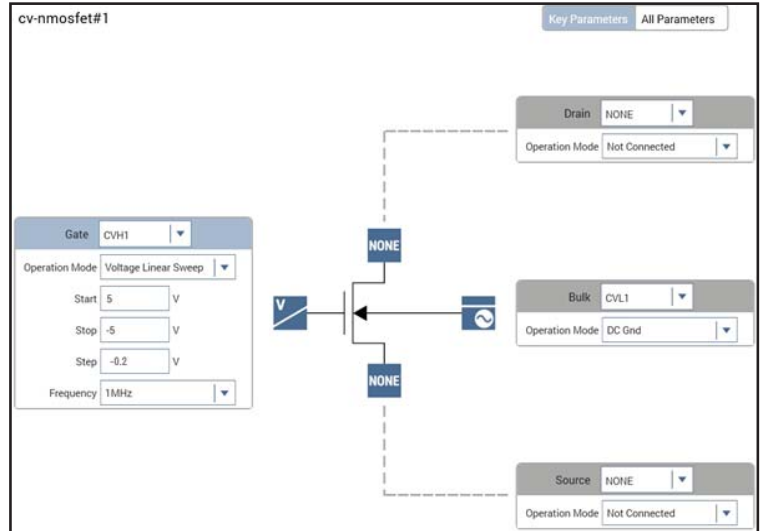 cv-nmosfet#1
Key Parameters All Parameters
Drain NONE
Operation Mode Not Connected
NONE
Gate CVH1
Operation Mode Voltage Linear Sweep
Start 5 V
Stop -5 V
Step -0.2 V
Frequency 1MHz
V
Bulk CVL1
Operation Mode DC Gnd
NONE
Source NONE
Operation Mode Not Connected